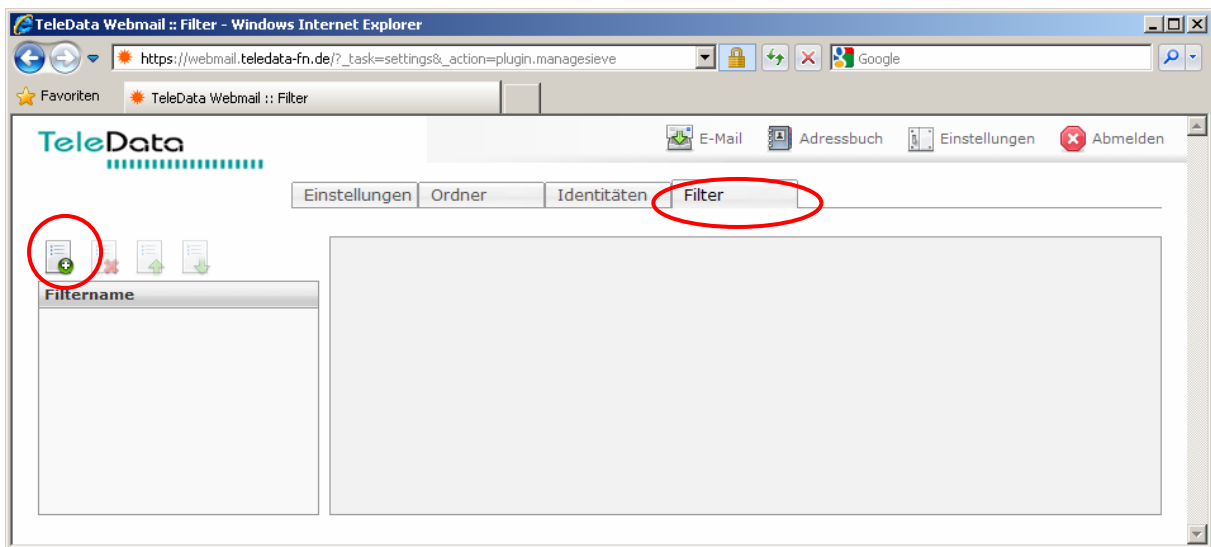 TeleData Webmail :: Filter - Windows Internet Explorer
https://webmail.teledata-fn.de/?_task=settings&_action=plugin.managesieve Google
Favoriten TeleData Webmail :: Filter
TeleData E-Mail Adressbuch Einstellungen Abmelden
Einstellungen Ordner Identitäten Filter
Filtername